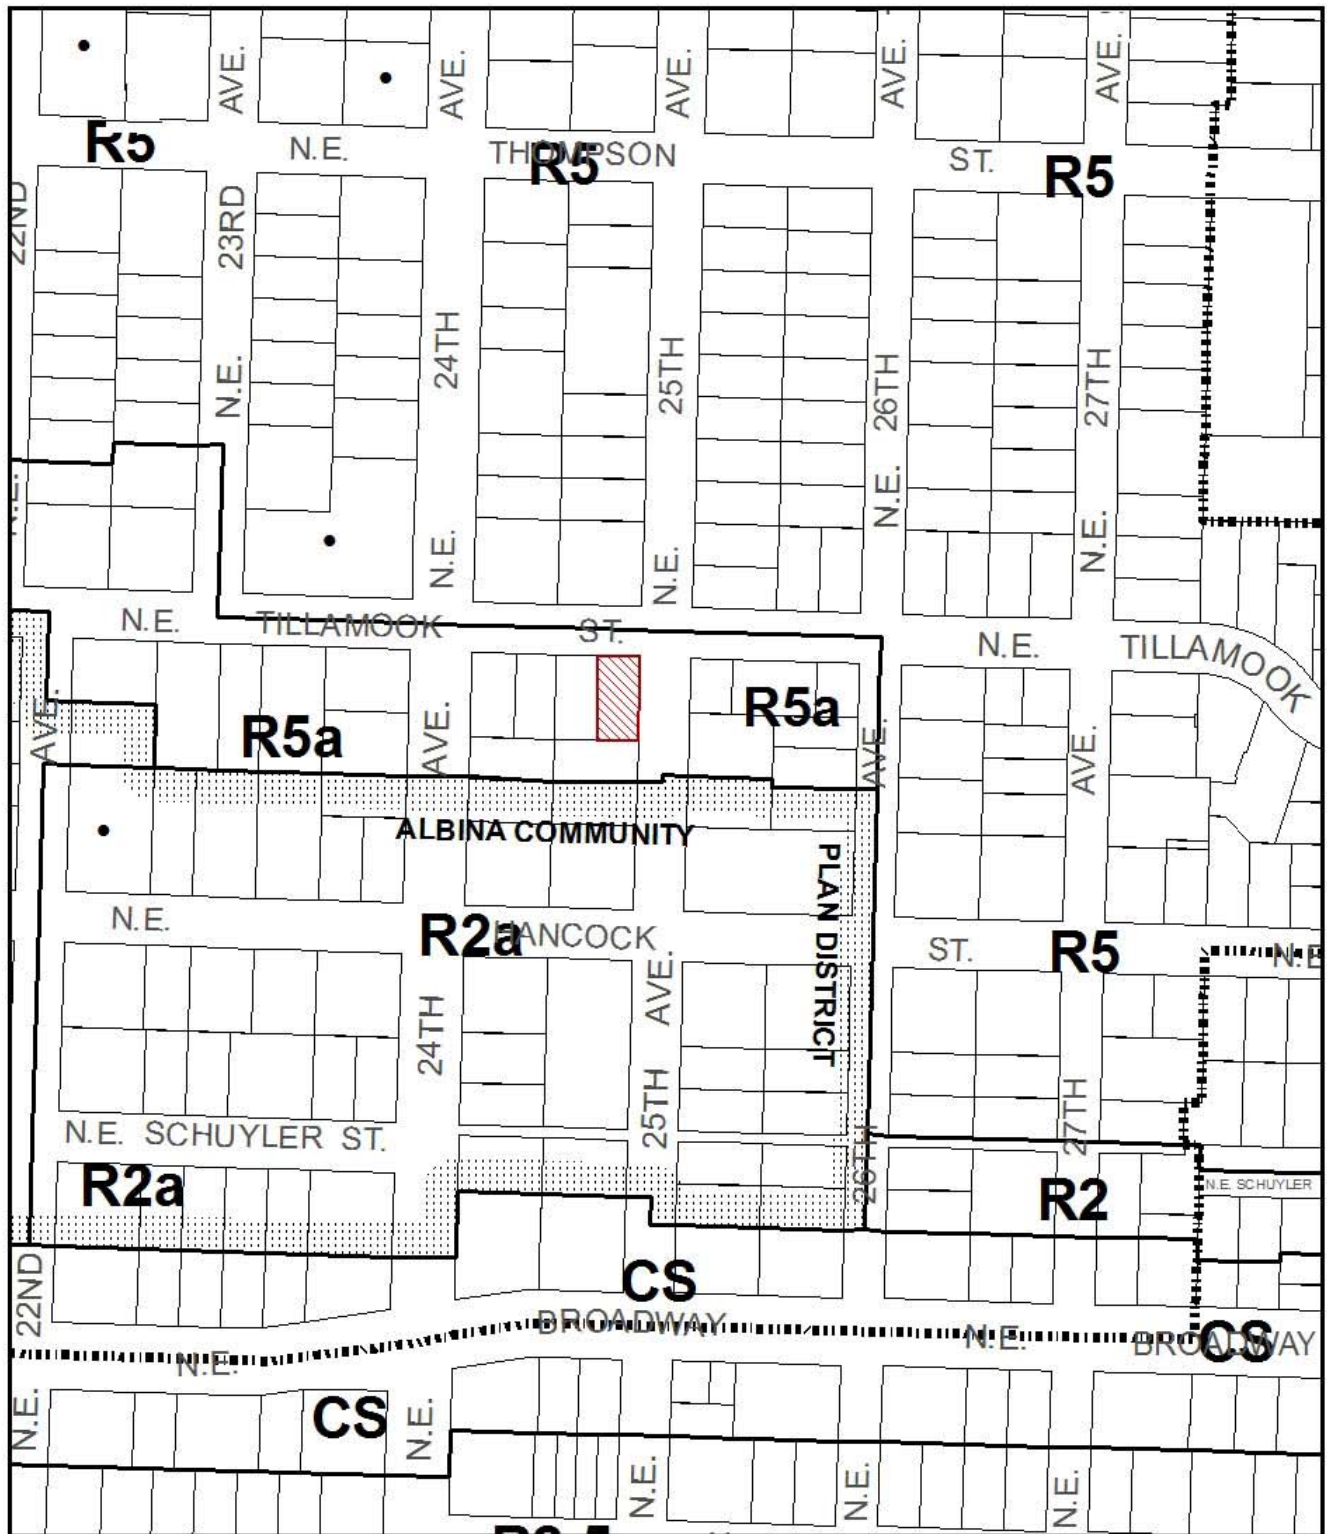 AVE.
AVE.
AVE.
AVE.
AVE.
R5
N.E.
THOMPSON
R5
ST.
R5
22ND
23RD
24TH
25TH
26TH
27TH
N.E.
N.E.
N.E.
N.E.
N.E.
N.E.
N.E.
TILLAMOOK
ST.
N.E.
TILLAMOOK
AVE.
R5a
AVE.
R5a
AVE.
AVE.
ALBINA COMMUNITY
PLAN DISTRICT
N.E.
R2a
HANCOCK
ST.
R5
N.E
24TH
AVE.
25TH
27TH
26TH
N.E. SCHUYLER ST.
R2a
R2
N.E. SCHUYLER
22ND
CS
BROADWAY
N.E.
N.E.
BROADWAY
CS
N.E.
CS
N.E.
N.E.
N.E.
N.E.